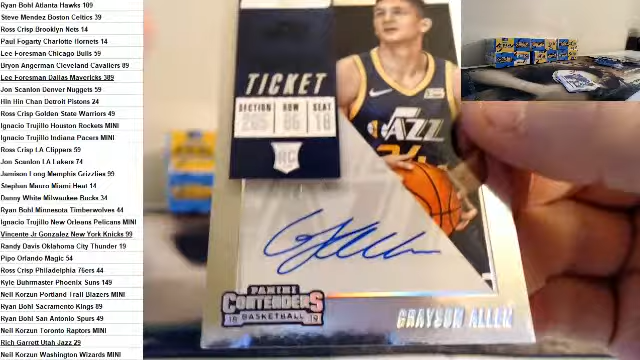 Ryan Bohl Atlanta Hawks 109
Steve Mendez Boston Celtics 39
Ross Crisp Brooklyn Nets 14
Paul Fogarty Charlotte Hornets 14
Lee Foresman Chicago Bulls 59
Bryon Angerman Cleveland Cavaliers 89
Lee Foresman Dallas Mavericks 389
Jon Scanlon Denver Nuggets 59
Hin Hin Chan Detroit Pistons 24
Ross Crisp Golden State Warriors 49
Ignacio Trujillo Houston Rockets MINI
Ignacio Trujillo Indiana Pacers MINI
Ross Crisp LA Clippers 59
Jon Scanlon LA Lakers 74
Jamison Long Memphis Grizzlies 99
Stephan Mauro Miami Heat 14
Danny White Milwaukee Bucks 34
Ryan Bohl Minnesota Timberwolves 44
Ignacio Trujillo New Orleans Pelicans MINI
Vincente Jr Gonzalez New York Knicks 99
Randy Davis Oklahoma City Thunder 19
Pipo Orlando Magic 54
Ross Crisp Philadelphia 76ers 44
Kyle Buhrmaster Phoenix Suns 149
Neil Korzun Portland Trail Blazers MINI
Ryan Bohl Sacramento Kings 89
Ryan Bohl San Antonio Spurs 49
Neil Korzun Toronto Raptors MINI
Rich Garrett Utah Jazz 29
Neil Korzun Washington Wizards MINI
TICKET
SECTION ROW SEAT
RC
JAZZ
24
PANINI
CONTENDERS
18 BASKETBALL 19
GRAYSON ALLEN